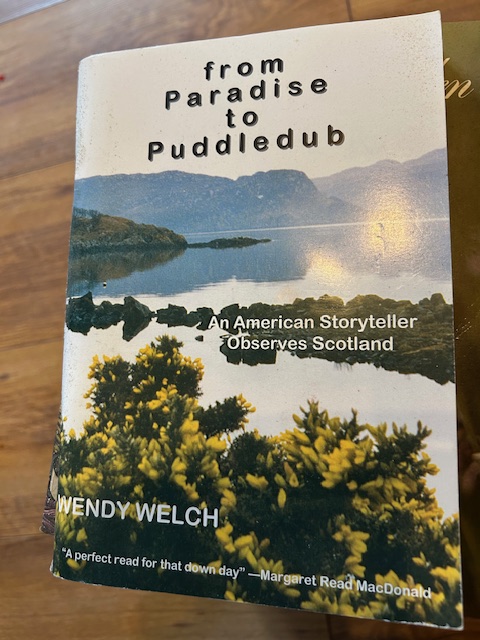 from
Paradise
to
Puddledub
An American Storyteller
Observes Scotland
WENDY WELCH
“A perfect read for that down day” —Margaret Read MacDonald